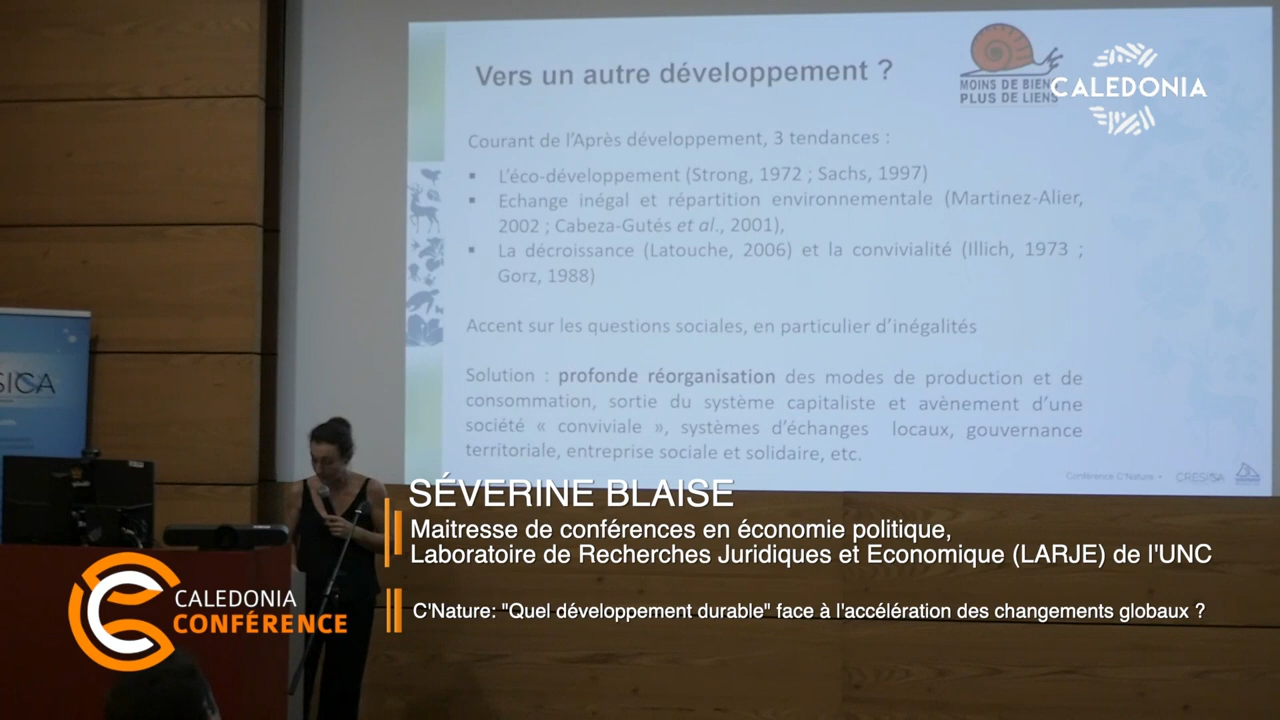 Vers un autre développement ?
MOINS DE BIEN
PLUS DE LIENS
CALEDONIA
Courant de l'Après développement, 3 tendances :
▪ L'éco-développement (Strong, 1972 ; Sachs, 1997)
▪ Echange inégal et répartition environnementale (Martinez-Alier,
2002 ; Cabeza-Gutés et al., 2001),
▪ La décroissance (Latouche, 2006) et la convivialité (Illich, 1973 ;
Gorz, 1988)
Accent sur les questions sociales, en particulier d'inégalités
Solution : profonde réorganisation des modes de production et de
consommation, sortie du système capitaliste et avènement d'une
société « conviviale », systèmes d'échanges locaux, gouvernance
territoriale, entreprise sociale et solidaire, etc.
Conférence C'Nature •
CRESICA
SICA
SÉVERINE BLAISE
Maitresse de conférences en économie politique,
Laboratoire de Recherches Juridiques et Economique (LARJE) de l'UNC
CALEDONIA
CONFÉRENCE
C'Nature: "Quel développement durable" face à l'accélération des changements globaux ?